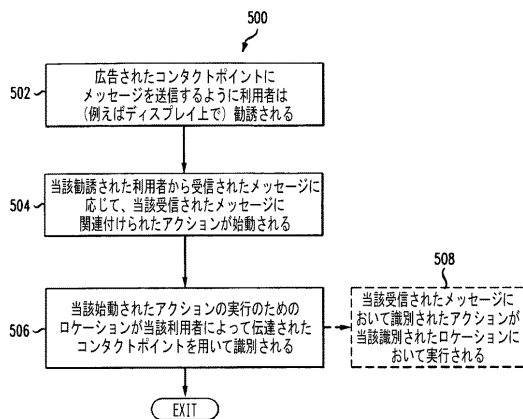 500
502
広告されたコンタクトポイントに
メッセージを送信するように利用者は
(例えばディスプレイ上で) 勧誘される
504
当該勧誘された利用者から受信されたメッセージに
応じて、当該受信されたメッセージに
関連付けられたアクションが始動される
506
当該始動されたアクションの実行のための
ロケーションが当該利用者によって伝達された
コンタクトポイントを用いて識別される
508
当該受信されたメッセージに
おいて識別されたアクションが
当該識別されたロケーションに
おいて実行される
EXIT